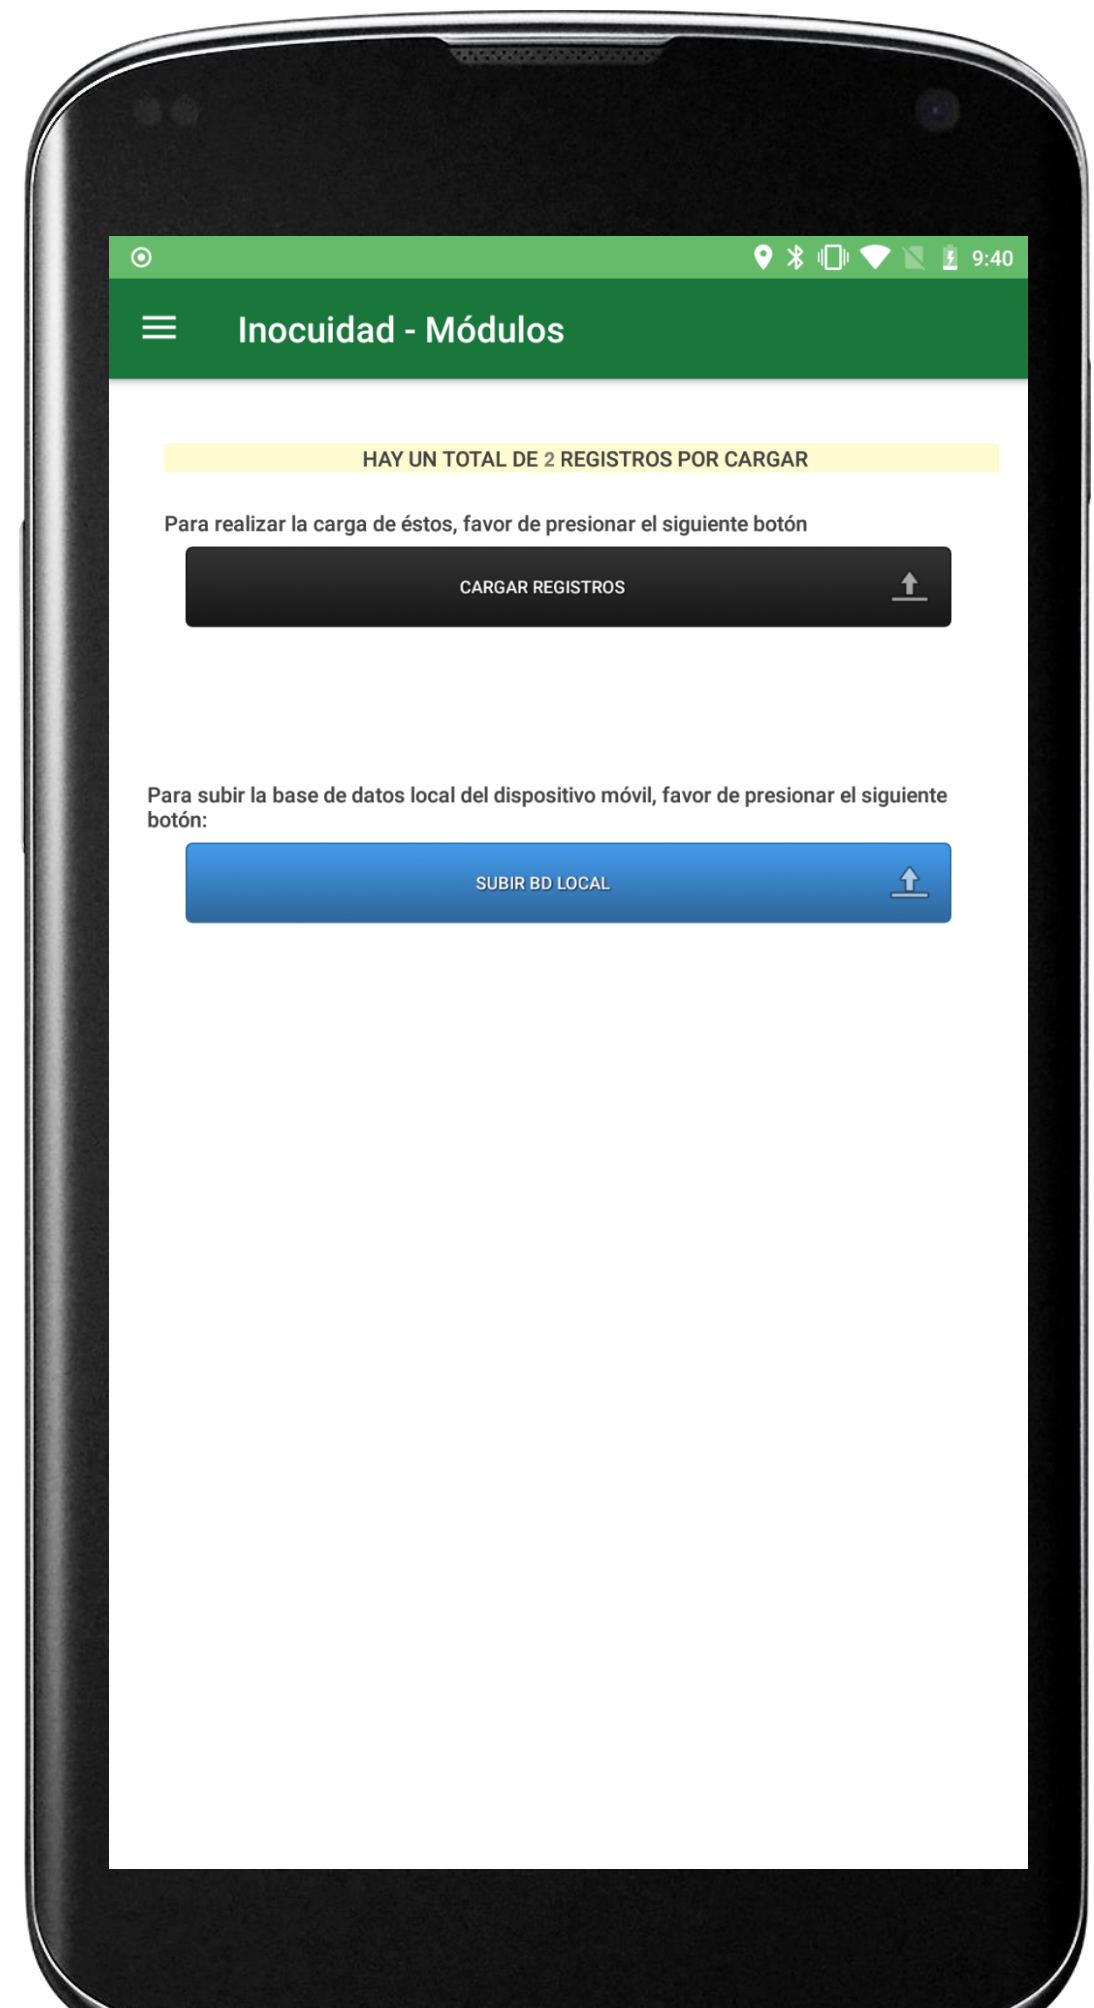 9:40
Inocuidad - Módulos
HAY UN TOTAL DE 2 REGISTROS POR CARGAR
Para realizar la carga de éstos, favor de presionar el siguiente botón
CARGAR REGISTROS
Para subir la base de datos local del dispositivo móvil, favor de presionar el siguiente
botón:
SUBIR BD LOCAL